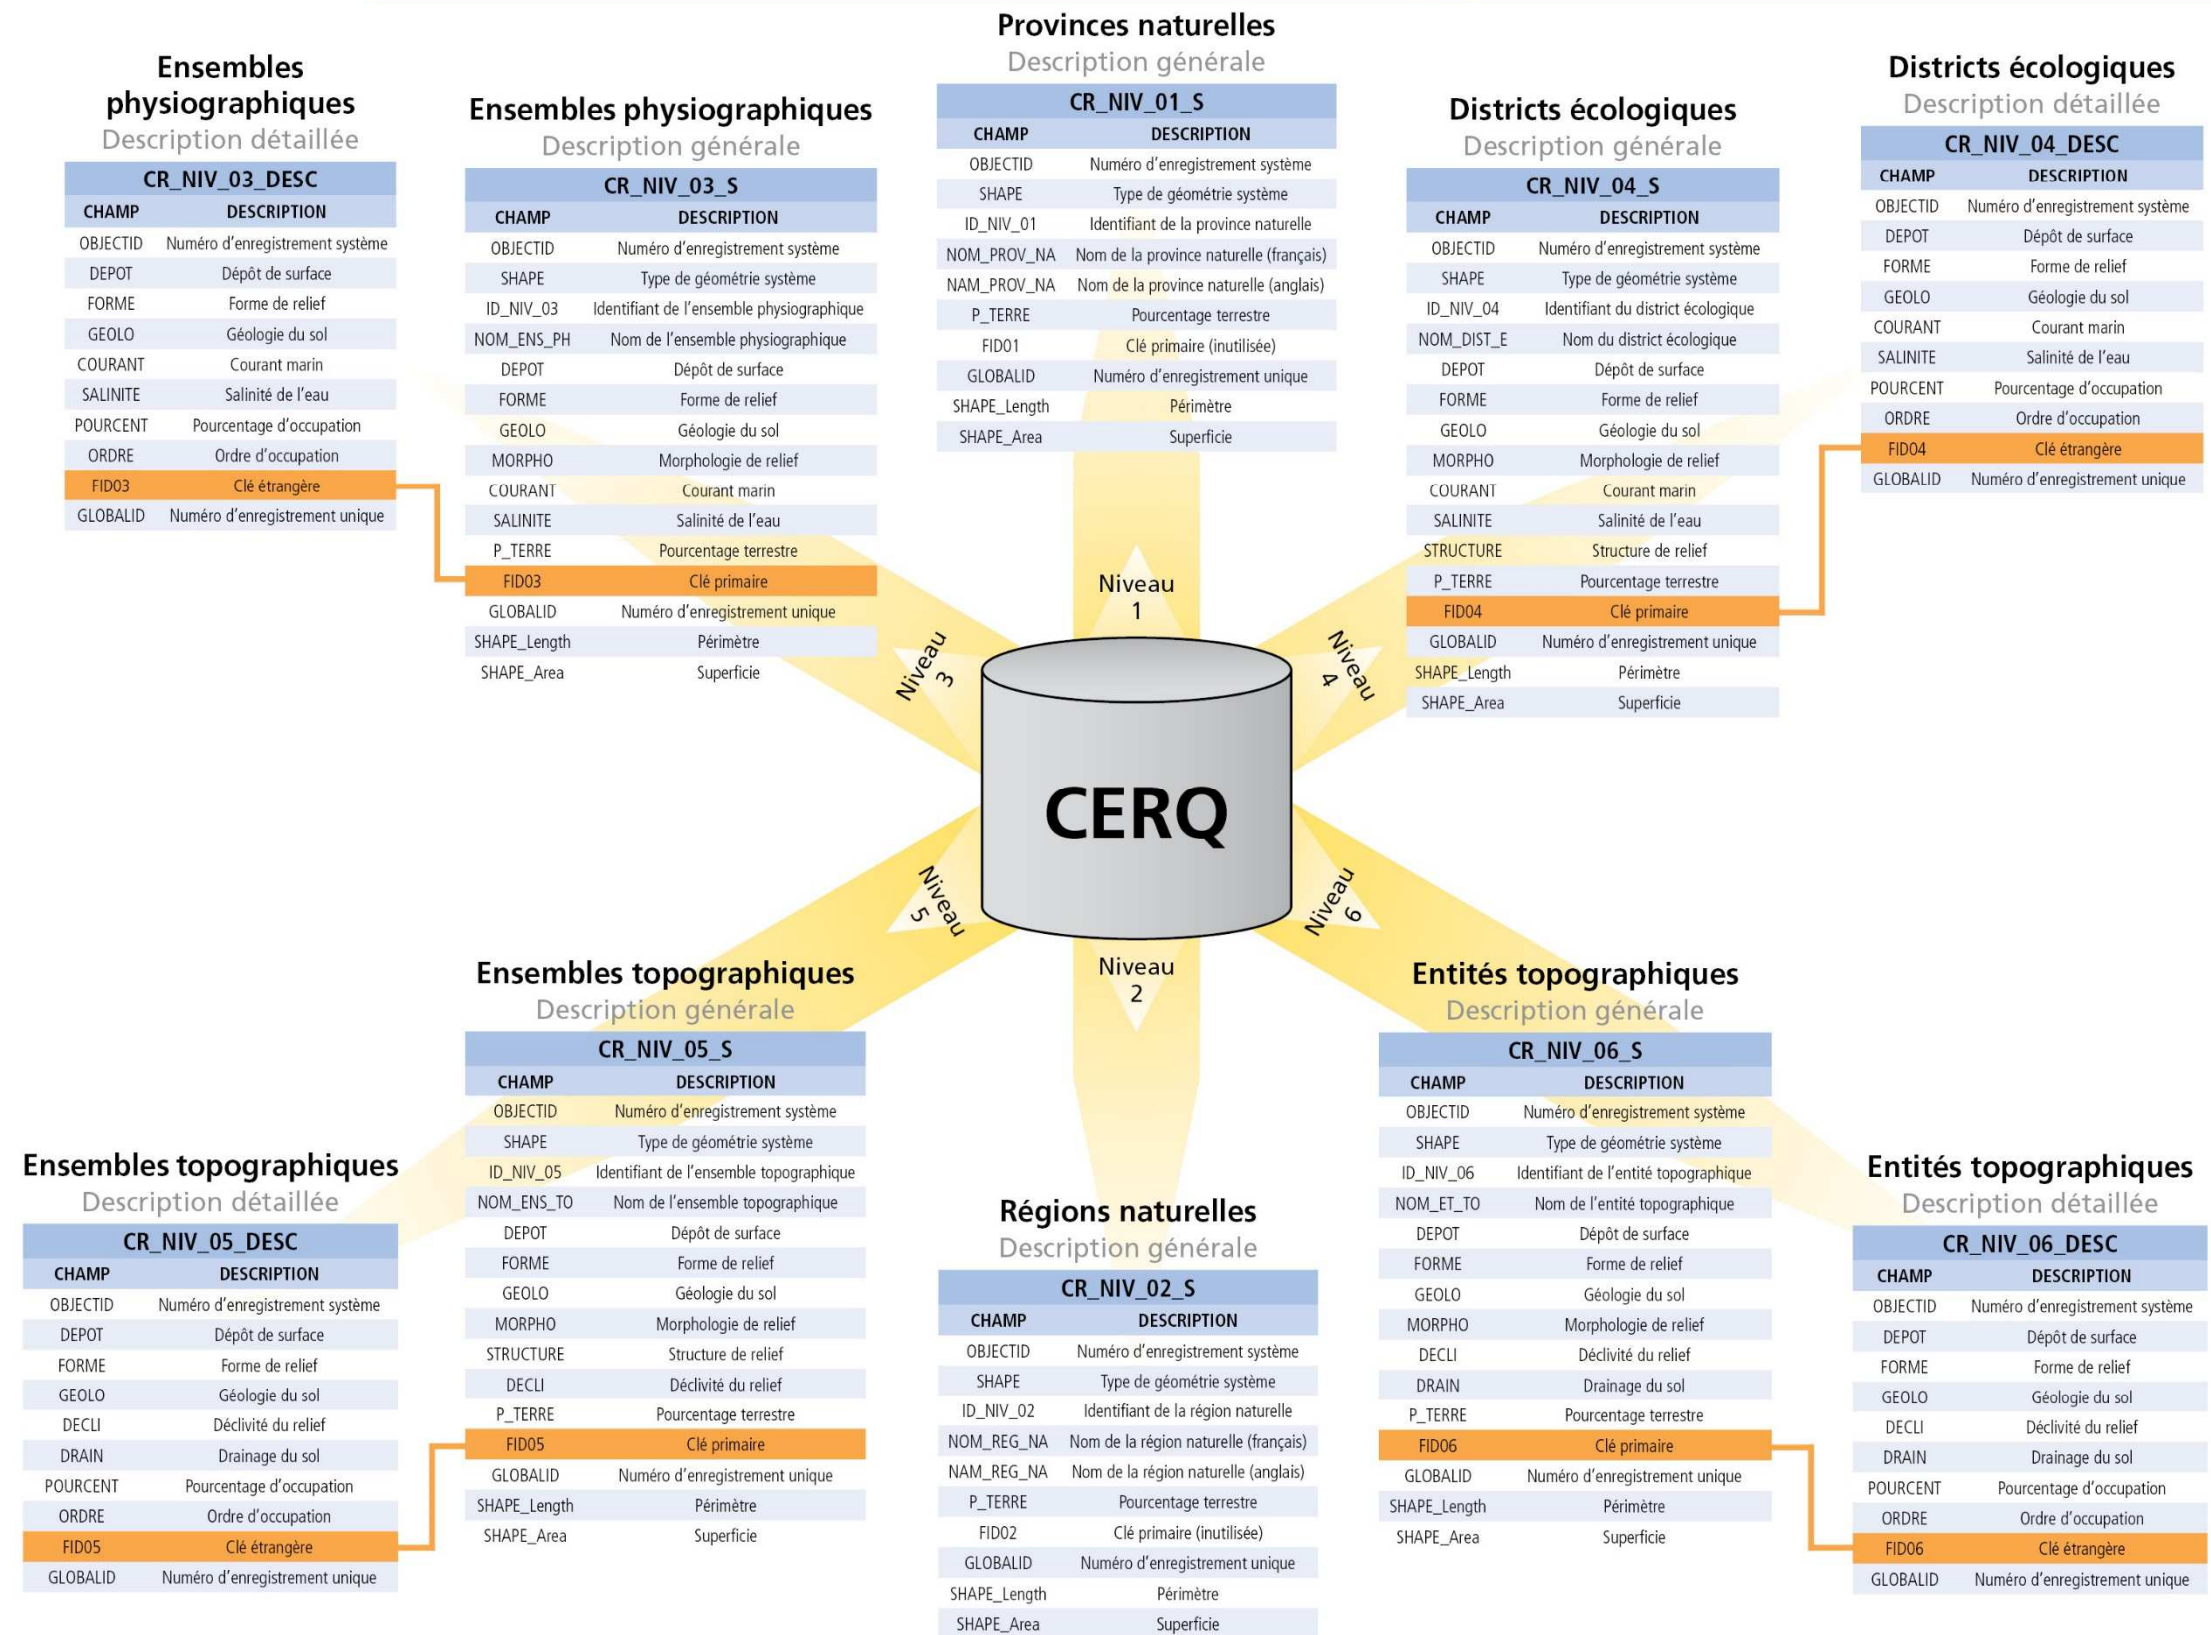 Ensembles
physiographiques
Description détaillée
CR_NIV_03_DESC
CHAMP DESCRIPTION
OBJECTID Numéro d'enregistrement système
DEPOT Dépôt de surface
FORME Forme de relief
GEOLO Géologie du sol
COURANT Courant marin
SALINITE Salinité de l'eau
POURCENT Pourcentage d'occupation
ORDRE Ordre d'occupation
FID03 Clé étrangère
GLOBALID Numéro d'enregistrement unique
Ensembles physiographiques
Description générale
CR_NIV_03_S
CHAMP DESCRIPTION
OBJECTID Numéro d'enregistrement système
SHAPE Type de géométrie système
ID_NIV_03 Identifiant de l'ensemble physiographique
NOM_ENS_PH Nom de l'ensemble physiographique
DEPOT Dépôt de surface
FORME Forme de relief
GEOLO Géologie du sol
MORPHO Morphologie de relief
COURANT Courant marin
SALINITE Salinité de l'eau
P_TERRE Pourcentage terrestre
FID03 Clé primaire
GLOBALID Numéro d'enregistrement unique
SHAPE_Length Périmètre
SHAPE_Area Superficie
Provinces naturelles
Description générale
CR_NIV_01_S
CHAMP DESCRIPTION
OBJECTID Numéro d'enregistrement système
SHAPE Type de géométrie système
ID_NIV_01 Identifiant de la province naturelle
NOM_PROV_NA Nom de la province naturelle (français)
NAM_PROV_NA Nom de la province naturelle (anglais)
P_TERRE Pourcentage terrestre
FID01 Clé primaire (inutilisée)
GLOBALID Numéro d'enregistrement unique
SHAPE_Length Périmètre
SHAPE_Area Superficie
Districts écologiques
Description générale
CR_NIV_04_S
CHAMP DESCRIPTION
OBJECTID Numéro d'enregistrement système
SHAPE Type de géométrie système
ID_NIV_04 Identifiant du district écologique
NOM_DIST_E Nom du district écologique
DEPOT Dépôt de surface
FORME Forme de relief
GEOLO Géologie du sol
MORPHO Morphologie de relief
COURANT Courant marin
SALINITE Salinité de l'eau
STRUCTURE Structure de relief
P_TERRE Pourcentage terrestre
FID04 Clé primaire
GLOBALID Numéro d'enregistrement unique
SHAPE_Length Périmètre
SHAPE_Area Superficie
Districts écologiques
Description détaillée
CR_NIV_04_DESC
CHAMP DESCRIPTION
OBJECTID Numéro d'enregistrement système
DEPOT Dépôt de surface
FORME Forme de relief
GEOLO Géologie du sol
COURANT Courant marin
SALINITE Salinité de l'eau
POURCENT Pourcentage d'occupation
ORDRE Ordre d'occupation
FID04 Clé étrangère
GLOBALID Numéro d'enregistrement unique
Niveau
1
Niveau
3
Niveau
4
CERQ
Niveau
5
Niveau
6
Niveau
2
Ensembles topographiques
Description détaillée
CR_NIV_05_DESC
CHAMP DESCRIPTION
OBJECTID Numéro d'enregistrement système
DEPOT Dépôt de surface
FORME Forme de relief
GEOLO Géologie du sol
DECLI Déclivité du relief
DRAIN Drainage du sol
POURCENT Pourcentage d'occupation
ORDRE Ordre d'occupation
FID05 Clé étrangère
GLOBALID Numéro d'enregistrement unique
Ensembles topographiques
Description générale
CR_NIV_05_S
CHAMP DESCRIPTION
OBJECTID Numéro d'enregistrement système
SHAPE Type de géométrie système
ID_NIV_05 Identifiant de l'ensemble topographique
NOM_ENS_TO Nom de l'ensemble topographique
DEPOT Dépôt de surface
FORME Forme de relief
GEOLO Géologie du sol
MORPHO Morphologie de relief
STRUCTURE Structure de relief
DECLI Déclivité du relief
P_TERRE Pourcentage terrestre
FID05 Clé primaire
GLOBALID Numéro d'enregistrement unique
SHAPE_Length Périmètre
SHAPE_Area Superficie
Régions naturelles
Description générale
CR_NIV_02_S
CHAMP DESCRIPTION
OBJECTID Numéro d'enregistrement système
SHAPE Type de géométrie système
ID_NIV_02 Identifiant de la région naturelle
NOM_REG_NA Nom de la région naturelle (français)
NAM_REG_NA Nom de la région naturelle (anglais)
P_TERRE Pourcentage terrestre
FID02 Clé primaire (inutilisée)
GLOBALID Numéro d'enregistrement unique
SHAPE_Length Périmètre
SHAPE_Area Superficie
Entités topographiques
Description générale
CR_NIV_06_S
CHAMP DESCRIPTION
OBJECTID Numéro d'enregistrement système
SHAPE Type de géométrie système
ID_NIV_06 Identifiant de l'entité topographique
NOM_ET_TO Nom de l'entité topographique
DEPOT Dépôt de surface
FORME Forme de relief
GEOLO Géologie du sol
MORPHO Morphologie de relief
DECLI Déclivité du relief
DRAIN Drainage du sol
P_TERRE Pourcentage terrestre
FID06 Clé primaire
GLOBALID Numéro d'enregistrement unique
SHAPE_Length Périmètre
SHAPE_Area Superficie
Entités topographiques
Description détaillée
CR_NIV_06_DESC
CHAMP DESCRIPTION
OBJECTID Numéro d'enregistrement système
DEPOT Dépôt de surface
FORME Forme de relief
GEOLO Géologie du sol
DECLI Déclivité du relief
DRAIN Drainage du sol
POURCENT Pourcentage d'occupation
ORDRE Ordre d'occupation
FID06 Clé étrangère
GLOBALID Numéro d'enregistrement unique